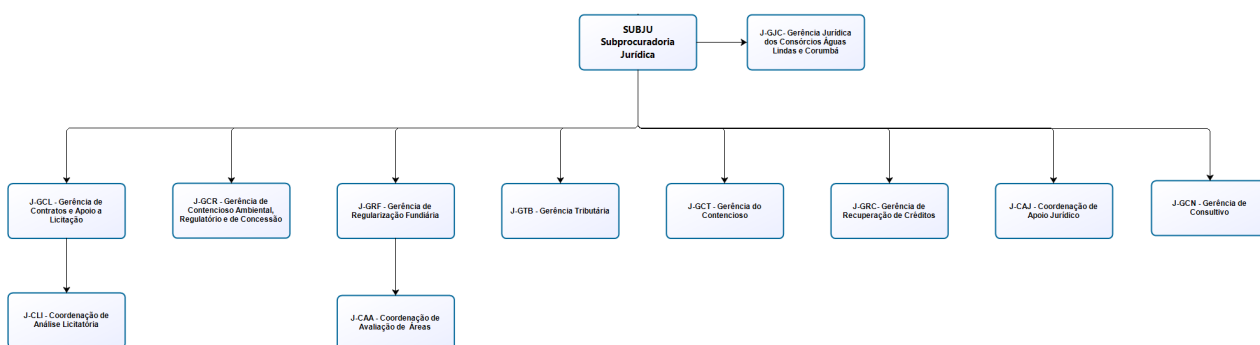 SUBJU
Subprocuradoria
Jurídica
J-GJC- Gerência Jurídica
dos Consórcios Águas
Lindas e Corumbá
J-GCL - Gerência de
Contratos e Apoio a
Licitação
J-GCR - Gerência de
Contencioso Ambiental,
Regulatório e de Concessão
J-GRF - Gerência de
Regularização Fundiária
J-GTB - Gerência Tributária
J-GCT - Gerência do
Contencioso
J-GRC- Gerência de
Recuperação de Créditos
J-CAJ - Coordenação de
Apoio Jurídico
J-GCN - Gerência de
Consultivo
J-CLI - Coordenação de
Análise Licitatória
J-CAA - Coordenação de
Avaliação de Áreas